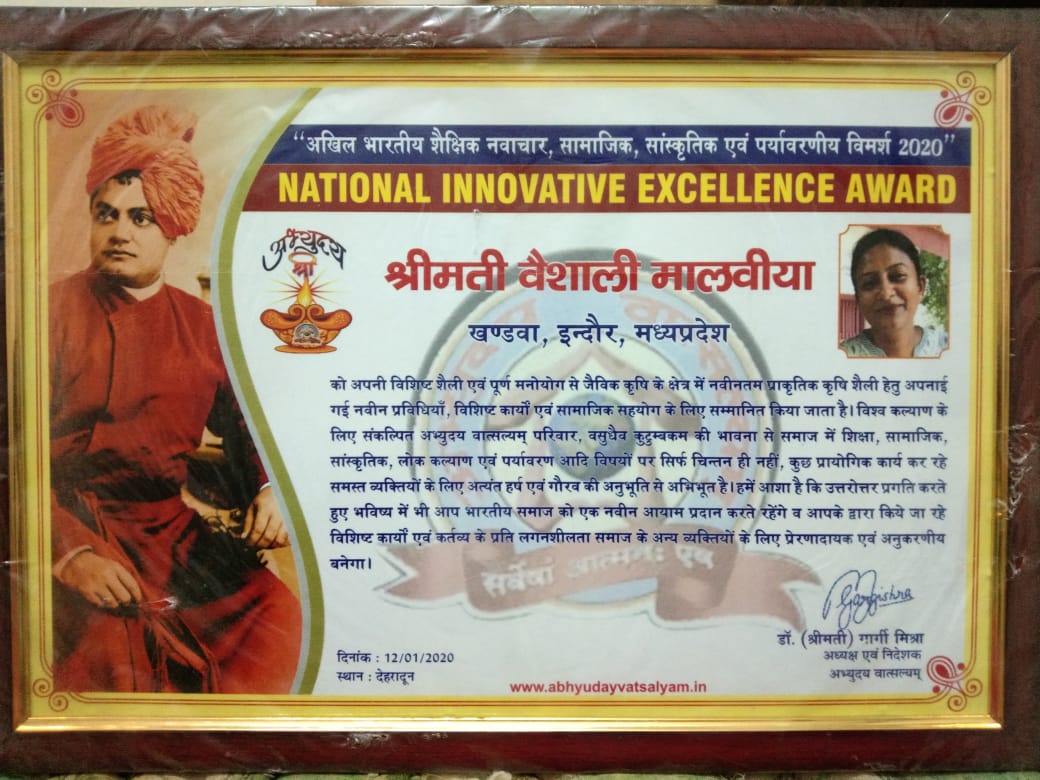 “अखिल भारतीय शैक्षिक नवाचार, सामाजिक, सांस्कृतिक एवं पर्यावरणीय विमर्श 2020”
NATIONAL INNOVATIVE EXCELLENCE AWARD
अभ्युदय
श्री
श्रीमती वैशाली मालवीया
खण्डवा, इन्दौर, मध्यप्रदेश
को अपनी विशिष्ट शैली एवं पूर्ण मनोयोग से जैविक कृषि के क्षेत्र में नवीनतम प्राकृतिक कृषि शैली हेतु अपनाई
गई नवीन प्रविधियाँ, विशिष्ट कार्यों एवं सामाजिक सहयोग के लिए सम्मानित किया जाता है। विश्व कल्याण के
लिए संकल्पित अभ्युदय वात्सल्यम् परिवार, वसुधैव कुटुम्बकम की भावना से समाज में शिक्षा, सामाजिक,
सांस्कृतिक, लोक कल्याण एवं पर्यावरण आदि विषयों पर सिर्फ चिन्तन ही नहीं, कुछ प्रायोगिक कार्य कर रहे
समस्त व्यक्तियों के लिए अत्यंत हर्ष एवं गौरव की अनुभूति से अभिभूत है। हमें आशा है कि उत्तरोत्तर प्रगति करते
हुए भविष्य में भी आप भारतीय समाज को एक नवीन आयाम प्रदान करते रहेंगे व आपके द्वारा किये जा रहे
विशिष्ट कार्यों एवं कर्तव्य के प्रति लगनशीलता समाज के अन्य व्यक्तियों के लिए प्रेरणादायक एवं अनुकरणीय
बनेगा।
सर्वेषां आत्मनः एव
डॉ. (श्रीमती) गार्गी मिश्रा
अध्यक्ष एवं निदेशक
अभ्युदय वात्सल्यम्
दिनांक : 12/01/2020
स्थान : देहरादून
www.abhyudayvatsalyam.in